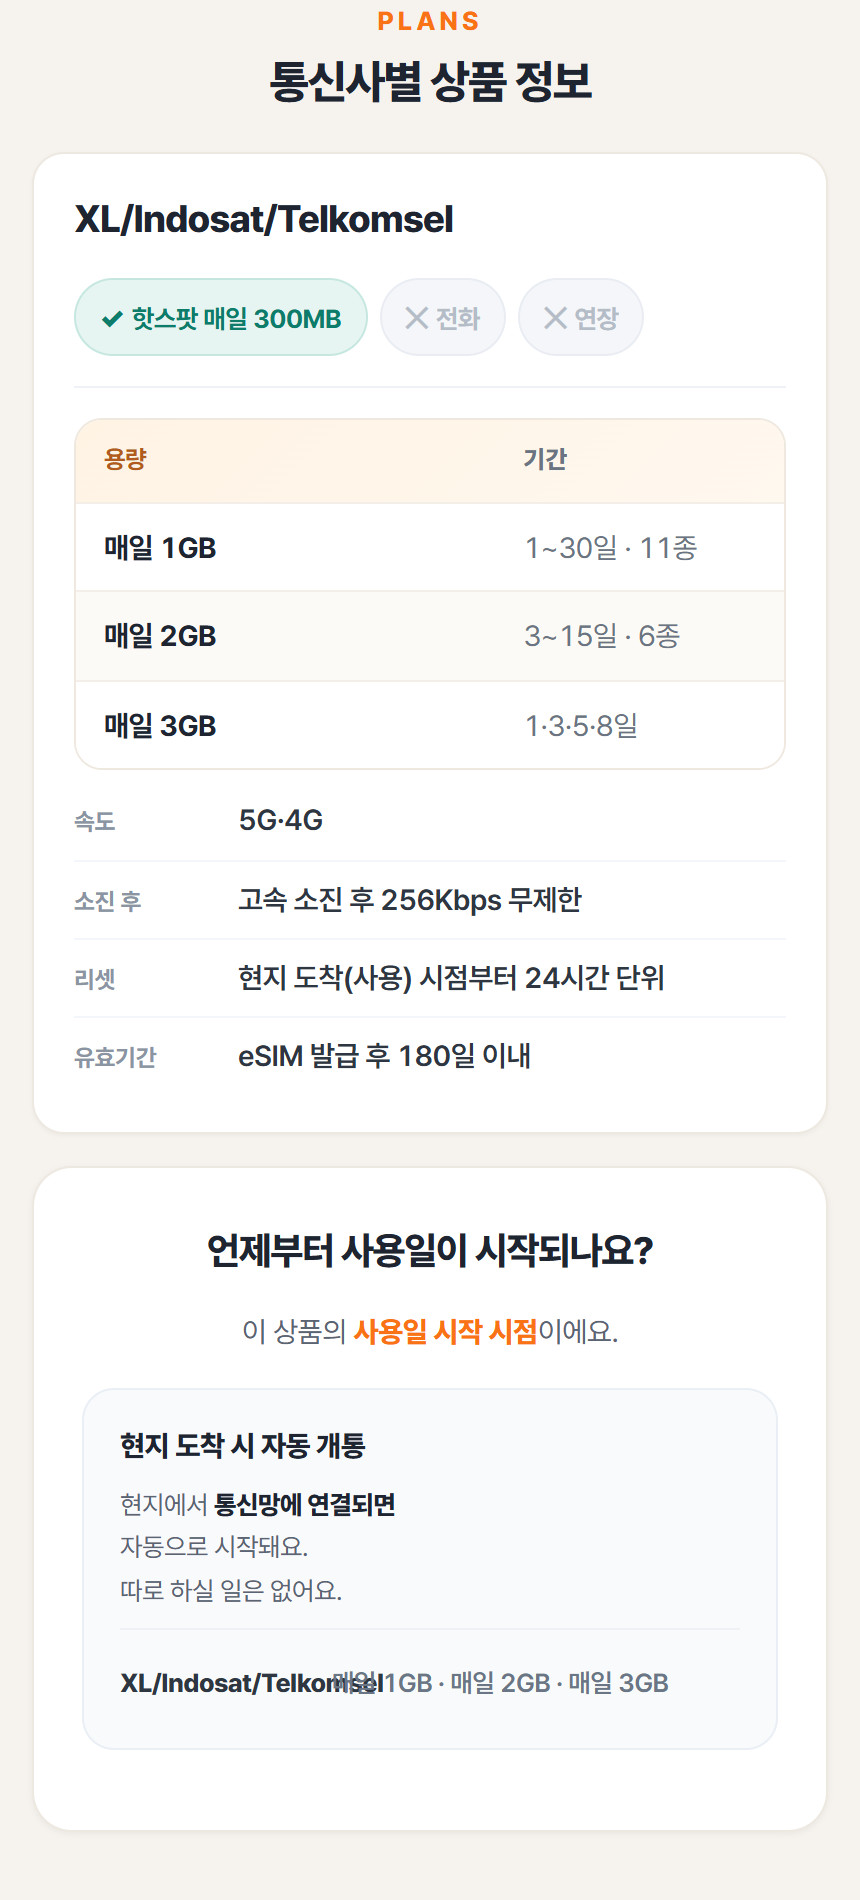 PLANS
통신사별 상품 정보
XL/Indosat/Telkomsel
✓ 핫스팟 매일 300MB ✕ 전화 ✕ 연장
용량 기간
매일 1GB 1~30일 · 11종
매일 2GB 3~15일 · 6종
매일 3GB 1·3·5·8일
속도 5G·4G
소진 후 고속 소진 후 256Kbps 무제한
리셋 현지 도착(사용) 시점부터 24시간 단위
유효기간 eSIM 발급 후 180일 이내
언제부터 사용일이 시작되나요?
이 상품의 사용일 시작 시점이에요.
현지 도착 시 자동 개통
현지에서 통신망에 연결되면
자동으로 시작돼요.
따로 하실 일은 없어요.
XL/Indosat/Telkomsel 매일 1GB · 매일 2GB · 매일 3GB